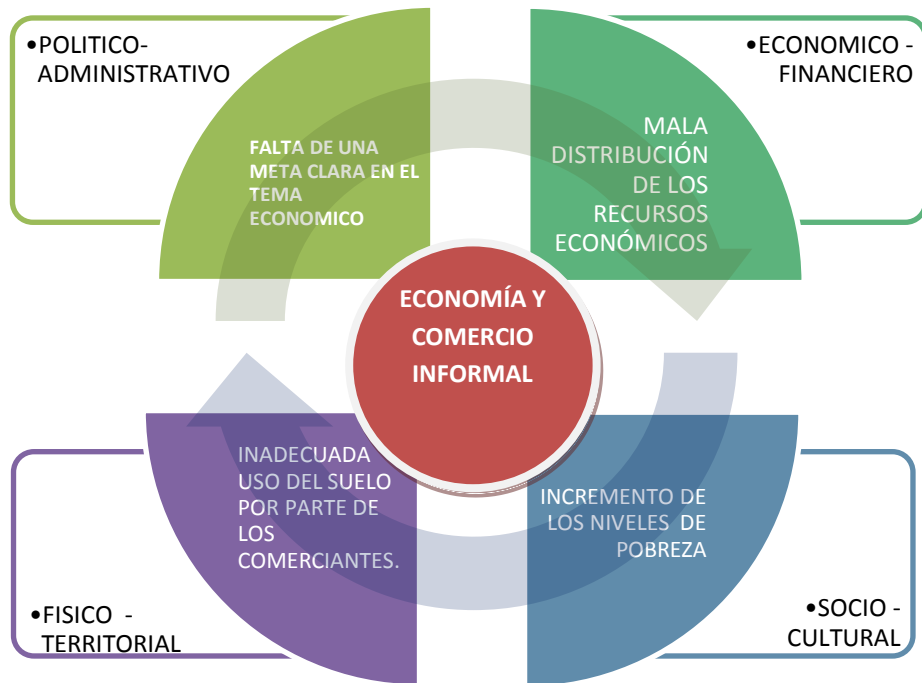 •POLITICO-
ADMINISTRATIVO
•ECONOMICO -
FINANCIERO
FALTA DE UNA
META CLARA EN EL
TEMA
ECONOMICO
MALA
DISTRIBUCIÓN
DE LOS
RECURSOS
ECONÓMICOS
ECONOMÍA Y
COMERCIO
INFORMAL
INADECUADA
USO DEL SUELO
POR PARTE DE
LOS
COMERCIANTES.
INCREMENTO DE
LOS NIVELES DE
POBREZA
•FISICO -
TERRITORIAL
•SOCIO -
CULTURAL